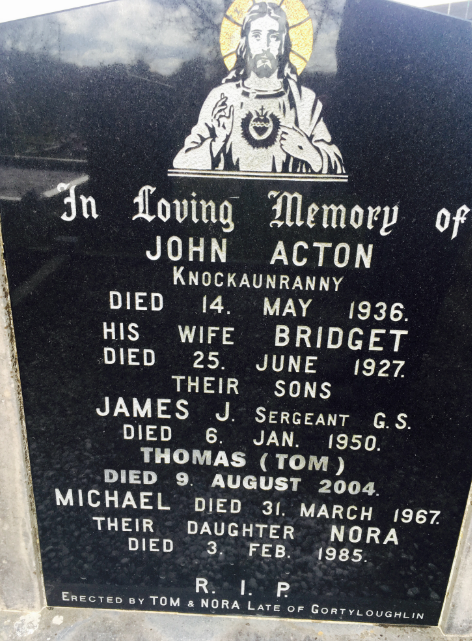 In Loving Memory of
JOHN ACTON
KNOCKAUNRANNY
DIED 14. MAY 1936.
HIS WIFE BRIDGET
DIED 25. JUNE 1927.
THEIR SONS
JAMES J. SERGEANT G.S.
DIED 6. JAN. 1950.
THOMAS (TOM)
DIED 9. AUGUST 2004.
MICHAEL DIED 31. MARCH 1967.
THEIR DAUGHTER NORA
DIED 3. FEB. 1985.
R. I. P.
ERECTED BY TOM & NORA LATE OF GORTYLOUGHLIN